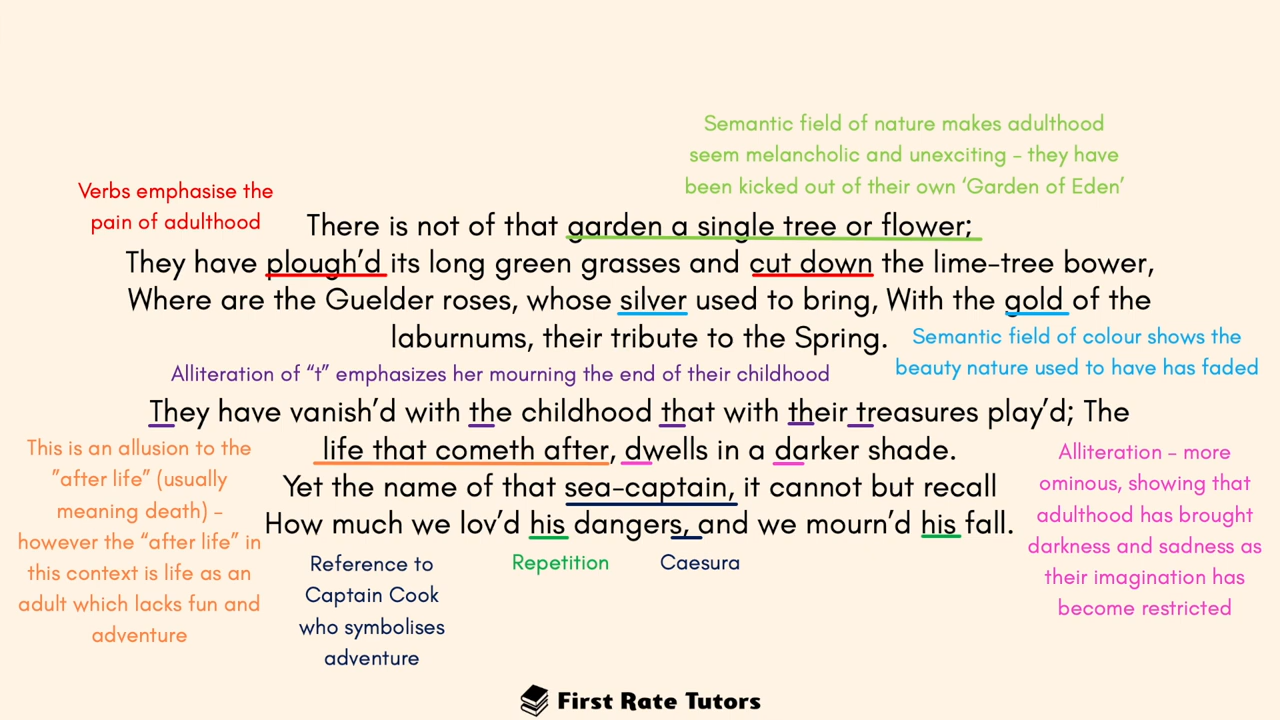 Semantic field of nature makes adulthood
seem melancholic and unexciting - they have
been kicked out of their own ‘Garden of Eden’
Verbs emphasise the
pain of adulthood
There is not of that garden a single tree or flower;
They have plough’d its long green grasses and cut down the lime-tree bower,
Where are the Guelder roses, whose silver used to bring, With the gold of the
laburnums, their tribute to the Spring.
Semantic field of colour shows the
beauty nature used to have has faded
Alliteration of “t” emphasizes her mourning the end of their childhood
They have vanish’d with the childhood that with their treasures play’d; The
life that cometh after, dwells in a darker shade.
Yet the name of that sea-captain, it cannot but recall
How much we lov’d his dangers, and we mourn’d his fall.
This is an allusion to the
”after life” (usually
meaning death) -
however the “after life” in
this context is life as an
adult which lacks fun and
adventure
Reference to
Captain Cook
who symbolises
adventure
Repetition
Caesura
Alliteration - more
ominous, showing that
adulthood has brought
darkness and sadness as
their imagination has
become restricted
First Rate Tutors